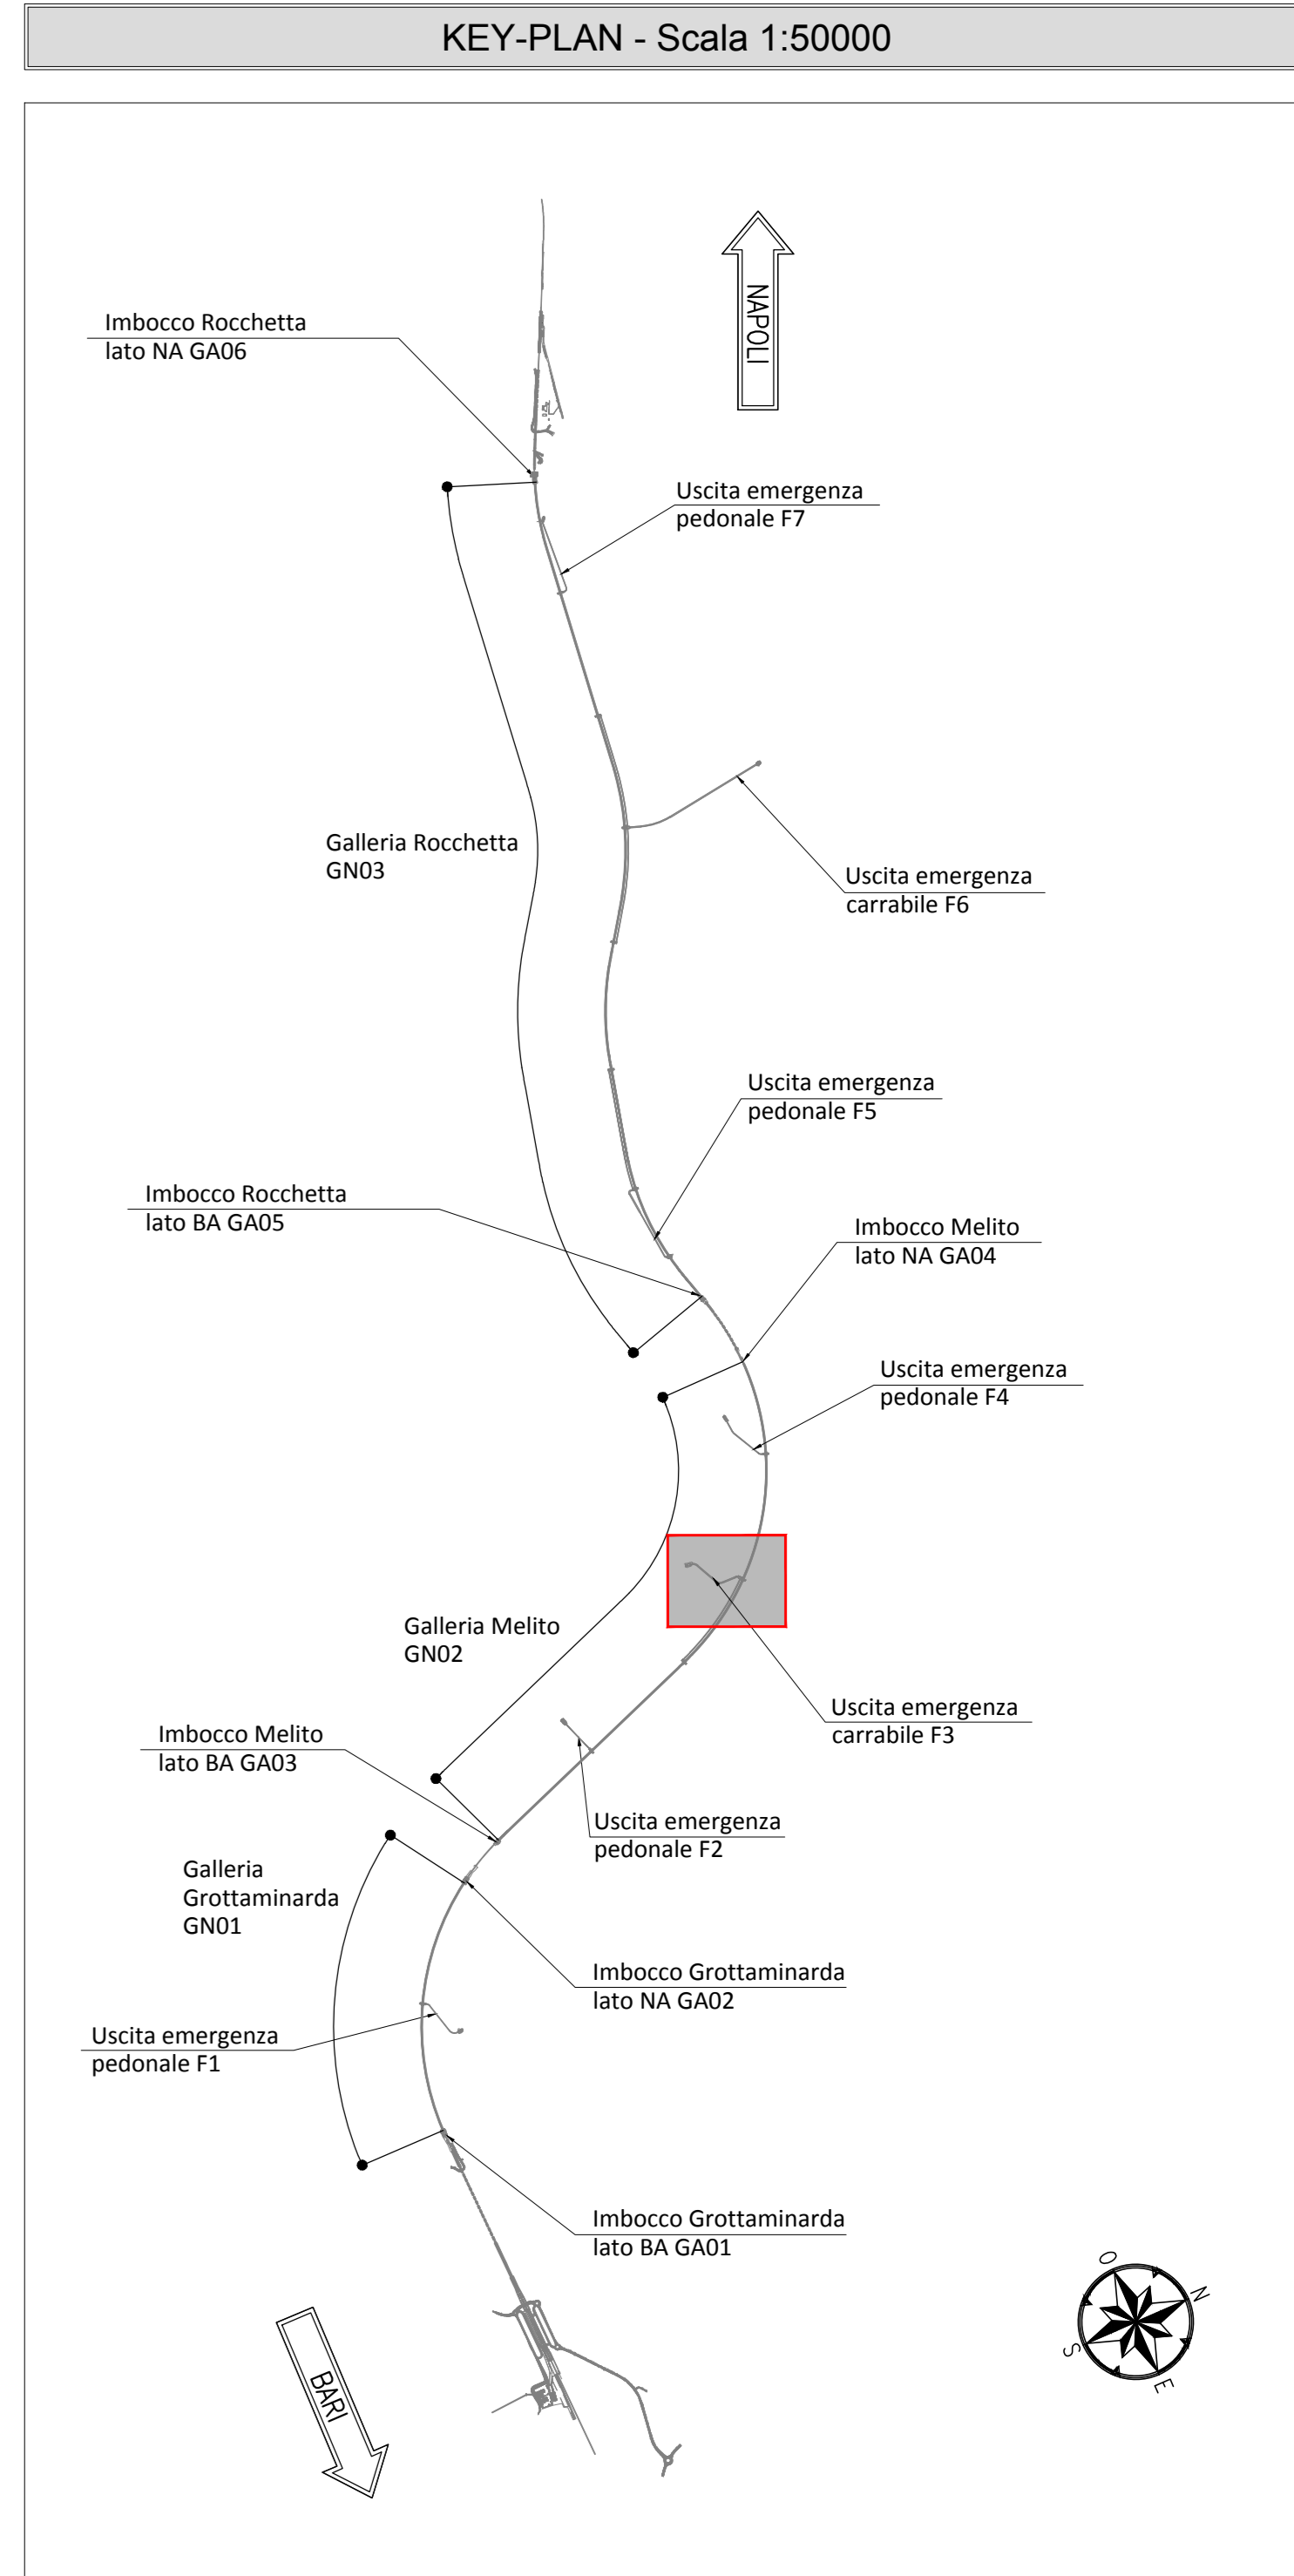 KEY-PLAN - Scala 1:50000
NAPOLI
Imbocco Rocchetta
lato NA GA06
Uscita emergenza
pedonale F7
Galleria Rocchetta
GN03
Uscita emergenza
carrabile F6
Uscita emergenza
pedonale F5
Imbocco Rocchetta
lato BA GA05
Imbocco Melito
lato NA GA04
Uscita emergenza
pedonale F4
Galleria Melito
GN02
Uscita emergenza
carrabile F3
Imbocco Melito
lato BA GA03
Uscita emergenza
pedonale F2
Galleria
Grottaminarda
GN01
Imbocco Grottaminarda
lato NA GA02
Uscita emergenza
pedonale F1
Imbocco Grottaminarda
lato BA GA01
O
N
S
E
BARI